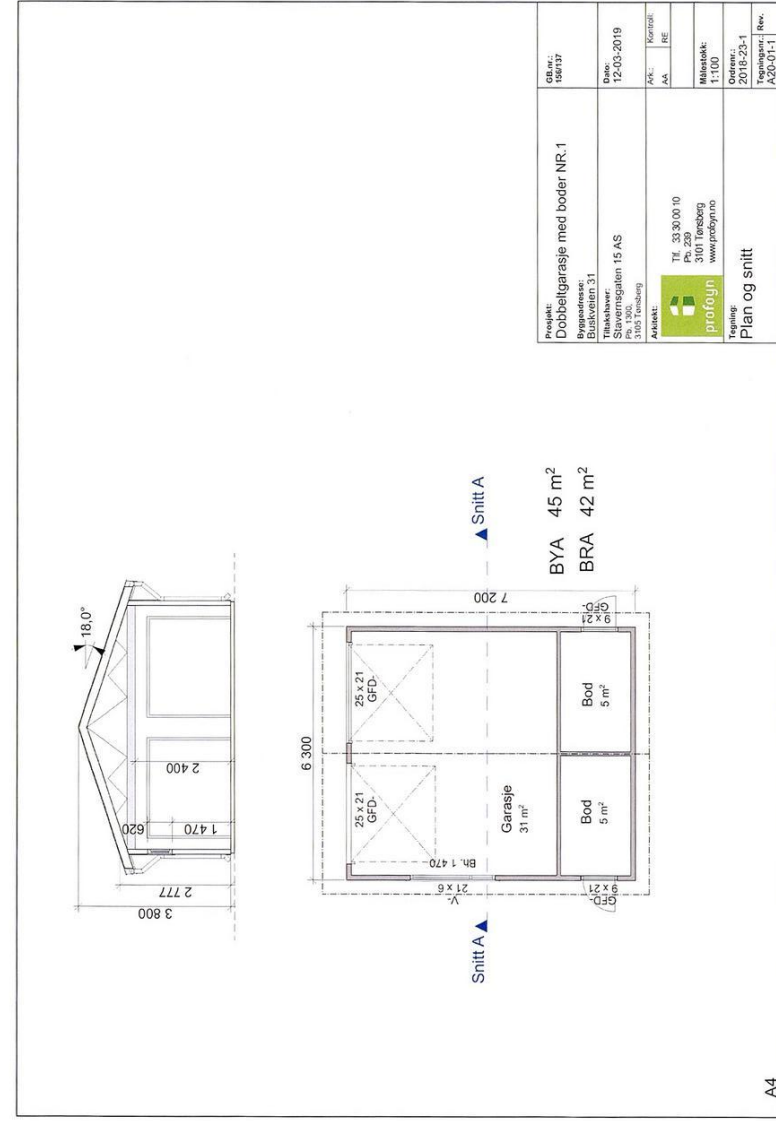 18,0°
3 800
2 777
2 400
620
1 470
6 300
7 200
25 x 21
GFD-
25 x 21
GFD-
Bh. 1 470
21 x 6
V-
Garasje
31 m²
Snitt A
Snitt A
Bod
5 m²
Bod
5 m²
9 x 21
GFD-
9 x 21
GFD-
BYA 45 m²
BRA 42 m²
Prosjekt:
Dobbeltgarasje med boder NR.1
Byggeadresse:
Buskveien 31
Tiltakshaver:
Stavernsgaten 15 AS
Pb. 1300,
3105 Tønsberg
Arkitekt:
profoyn
Tlf. 33 30 00 10
Pb. 239
3101 Tønsberg
www.profoyn.no
Tegning:
Plan og snitt
GB.nr.:
156/137
Dato:
12-03-2019
Ark.: Kontroll:
AA RE
Målestokk:
1:100
Ordrenr.:
2018-23-1
Tegningsnr.: Rev.
A20-01-1
A4